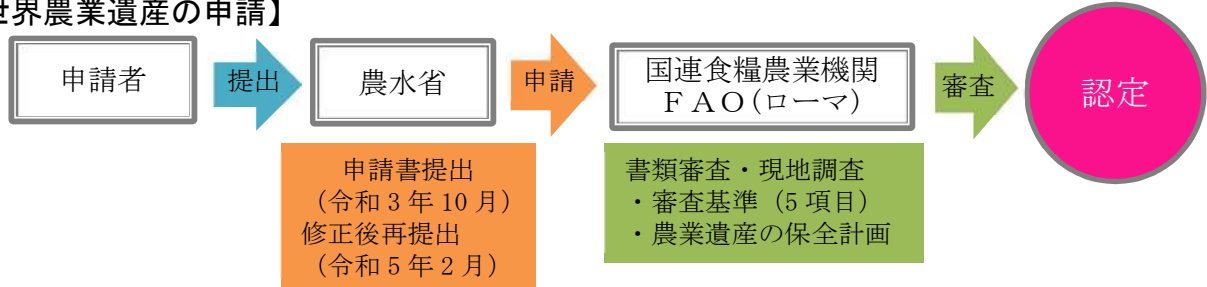 世界農業遺産の申請】
申請者
提出
農水省
申請
国連食糧農業機関
ＦＡＯ(ローマ)
審査
認定
申請書提出
（令和 3 年 10 月）
修正後再提出
（令和 5 年 2 月）
書類審査・現地調査
・審査基準（5 項目）
・農業遺産の保全計画